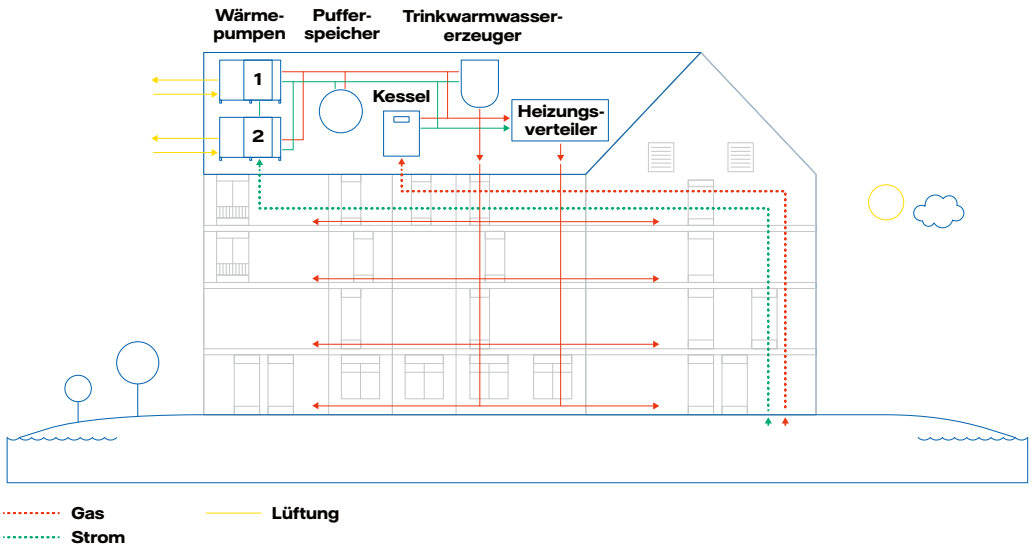 Wärme-
pumpen
Puffer-
speicher
Trinkwarmwasser-
erzeuger
1
2
Kessel
Heizungs-
verteiler
Gas
Strom
Lüftung